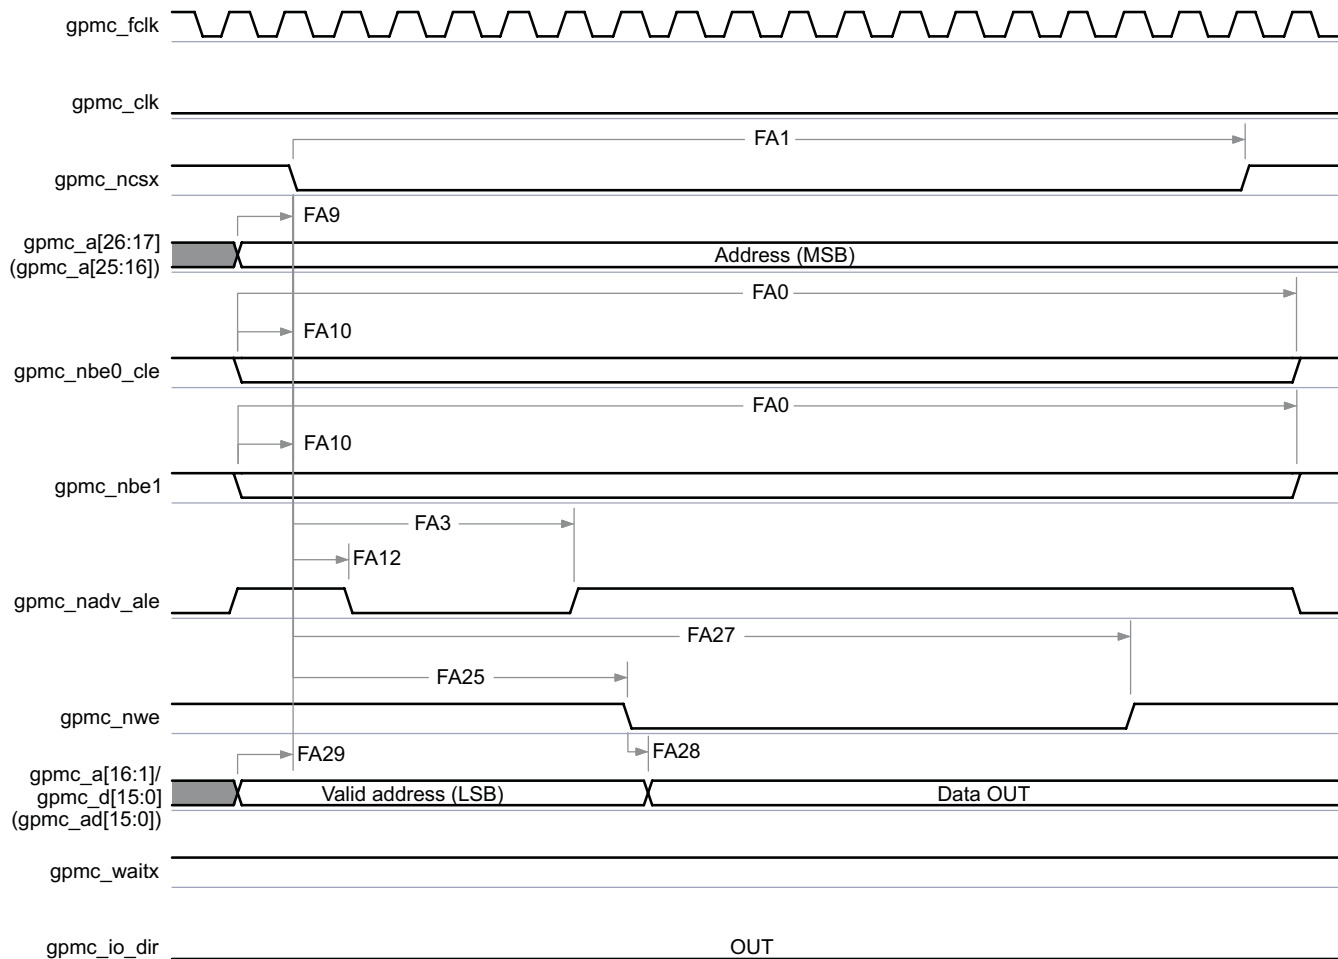 gpmc_fclk
gpmc_clk
FA1
gpmc_ncsx
FA9
gpmc_a[26:17]
(gpmc_a[25:16])
Address (MSB)
FA0
FA10
gpmc_nbe0_cle
FA0
FA10
gpmc_nbe1
FA3
FA12
gpmc_nadv_ale
FA27
FA25
gpmc_nwe
FA29
FA28
gpmc_a[16:1]/
gpmc_d[15:0]
(gpmc_ad[15:0])
Valid address (LSB)
Data OUT
gpmc_waitx
gpmc_io_dir
OUT